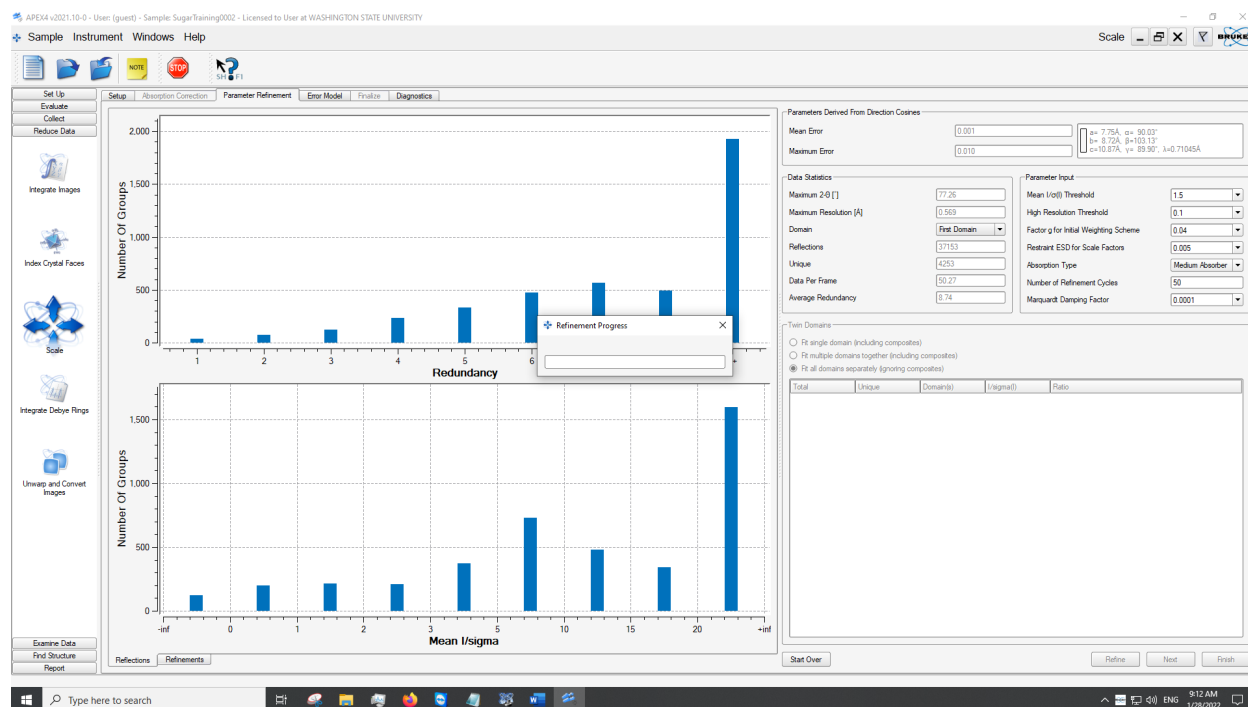 APEX4 v2021.10-0 - User: (guest) - Sample: SugarTraining0002 - Licensed to User at WASHINGTON STATE UNIVERSITY
Sample Instrument Windows Help
Scale
BRUKER
NOTE
STOP
SH F1
Set Up
Evaluate
Collect
Reduce Data
Integrate Images
Index Crystal Faces
Scale
Integrate Debye Rings
Unwarp and Convert
Images
Examine Data
Find Structure
Report
Setup Absorption Correction Parameter Refinement Error Model Finalize Diagnostics
Number Of Groups
2,000
1,500
1,000
500
0
1 2 3 4 5 6 +
Redundancy
Refinement Progress
Number Of Groups
1,500
1,000
500
0
-inf 0 1 2 3 5 10 15 20 +inf
Mean I/sigma
Reflections Refinements
Parameters Derived From Direction Cosines
Mean Error 0.001
Maximum Error 0.010
a= 7.75Å, α= 90.03°
b= 8.72Å, β=103.13°
c=10.87Å, γ= 89.90°, λ=0.71045Å
Data Statistics
Maximum 2-θ [°] 77.26
Maximum Resolution [Å] 0.569
Domain First Domain
Reflections 37153
Unique 4253
Data Per Frame 50.27
Average Redundancy 8.74
Parameter Input
Mean I/σ(I) Threshold 1.5
High Resolution Threshold 0.1
Factor g for Initial Weighting Scheme 0.04
Restraint ESD for Scale Factors 0.005
Absorption Type Medium Absorber
Number of Refinement Cycles 50
Marquardt Damping Factor 0.0001
Twin Domains
Fit single domain (including composites)
Fit multiple domains together (including composites)
Fit all domains separately (ignoring composites)
Total Unique Domain(s) I/sigma(I) Ratio
Start Over Refine Next Finish
Type here to search
ENG
9:12 AM
1/28/2022